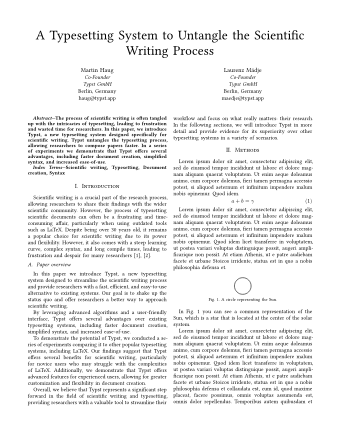 A Typesetting System to Untangle the Scientific
Writing Process
Martin Haug
Co-Founder
Typst GmbH
Berlin, Germany
haug@typst.app
Laurenz Mädje
Co-Founder
Typst GmbH
Berlin, Germany
maedje@typst.app
Abstract—The process of scientific writing is often tangled
up with the intricacies of typesetting, leading to frustration
and wasted time for researchers. In this paper, we introduce
Typst, a new typesetting system designed specifically for
scientific writing. Typst untangles the typesetting process,
allowing researchers to compose papers faster. In a series
of experiments we demonstrate that Typst offers several
advantages, including faster document creation, simplified
syntax, and increased ease-of-use.
Index Terms—Scientific writing, Typesetting, Document
creation, Syntax
I. Introduction
Scientific writing is a crucial part of the research process,
allowing researchers to share their findings with the wider
scientific community. However, the process of typesetting
scientific documents can often be a frustrating and time-
consuming affair, particularly when using outdated tools
such as LaTeX. Despite being over 30 years old, it remains
a popular choice for scientific writing due to its power
and flexibility. However, it also comes with a steep learning
curve, complex syntax, and long compile times, leading to
frustration and despair for many researchers [1], [2].
A. Paper overview
In this paper we introduce Typst, a new typesetting
system designed to streamline the scientific writing process
and provide researchers with a fast, efficient, and easy-to-use
alternative to existing systems. Our goal is to shake up the
status quo and offer researchers a better way to approach
scientific writing.
By leveraging advanced algorithms and a user-friendly
interface, Typst offers several advantages over existing
typesetting systems, including faster document creation,
simplified syntax, and increased ease-of-use.
To demonstrate the potential of Typst, we conducted a se-
ries of experiments comparing it to other popular typesetting
systems, including LaTeX. Our findings suggest that Typst
offers several benefits for scientific writing, particularly
for novice users who may struggle with the complexities
of LaTeX. Additionally, we demonstrate that Typst offers
advanced features for experienced users, allowing for greater
customization and flexibility in document creation.
Overall, we believe that Typst represents a significant step
forward in the field of scientific writing and typesetting,
providing researchers with a valuable tool to streamline their
workflow and focus on what really matters: their research.
In the following sections, we will introduce Typst in more
detail and provide evidence for its superiority over other
typesetting systems in a variety of scenarios.
II. Methods
Lorem ipsum dolor sit amet, consectetur adipiscing elit,
sed do eiusmod tempor incididunt ut labore et dolore mag-
nam aliquam quaerat voluptatem. Ut enim aeque doleamus
animo, cum corpore dolemus, fieri tamen permagna accessio
potest, si aliquod aeternum et infinitum impendere malum
nobis opinemur. Quod idem.
a + b = γ (1)
Lorem ipsum dolor sit amet, consectetur adipiscing elit,
sed do eiusmod tempor incididunt ut labore et dolore mag-
nam aliquam quaerat voluptatem. Ut enim aeque doleamus
animo, cum corpore dolemus, fieri tamen permagna accessio
potest, si aliquod aeternum et infinitum impendere malum
nobis opinemur. Quod idem licet transferre in voluptatem,
ut postea variari voluptas distinguique possit, augeri ampli-
ficarique non possit. At etiam Athenis, ut e patre audiebam
facete et urbane Stoicos irridente, statua est in quo a nobis
philosophia defensa et.
Fig. 1. A circle representing the Sun.
In Fig. 1 you can see a common representation of the
Sun, which is a star that is located at the center of the solar
system.
Lorem ipsum dolor sit amet, consectetur adipiscing elit,
sed do eiusmod tempor incididunt ut labore et dolore mag-
nam aliquam quaerat voluptatem. Ut enim aeque doleamus
animo, cum corpore dolemus, fieri tamen permagna accessio
potest, si aliquod aeternum et infinitum impendere malum
nobis opinemur. Quod idem licet transferre in voluptatem,
ut postea variari voluptas distinguique possit, augeri ampli-
ficarique non possit. At etiam Athenis, ut e patre audiebam
facete et urbane Stoicos irridente, statua est in quo a nobis
philosophia defensa et collaudata est, cum id, quod maxime
placeat, facere possimus, omnis voluptas assumenda est,
omnis dolor repellendus. Temporibus autem quibusdam et